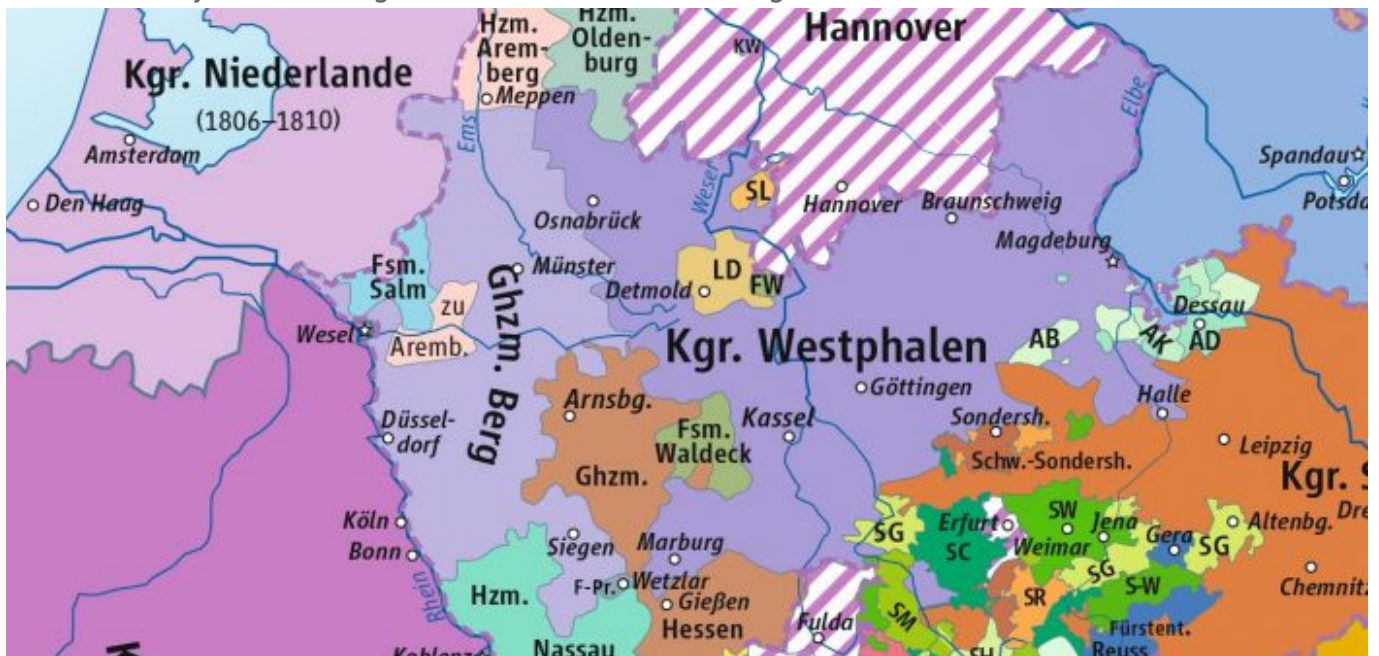 Hzm.
Arem-
berg
Meppen
Hzm.
Olden-
burg
KW
Hannover
Elbe
Kgr. Niederlande
(1806–1810)
Ems
Amsterdam
Spandau
Potsda
Den Haag
Osnabrück
Weser
SL
Hannover
Braunschweig
Magdeburg
Fsm.
Salm
zu
Aremb.
Münster
Ghzm. Berg
Detmold
LD
FW
Dessau
Wesel
Kgr. Westphalen
AB
AK
AD
Göttingen
Halle
Arnsbg.
Düssel-
dorf
Fsm.
Waldeck
Kassel
Sondersh.
Schw.-Sondersh.
Leipzig
Ghzm.
Kgr. S
Dre
Köln
Bonn
Siegen
Marburg
SG
Erfurt
SC
SW
Weimar
Jena
Gera
SG
Altenbg.
Rhein
Hzm.
F-Pr.
Wetzlar
Gießen
Hessen
SG
S-W
Chemnitz
SR
SM
Fulda
Fürstent.
Reuss
Nassau
Koblenz
SH
K